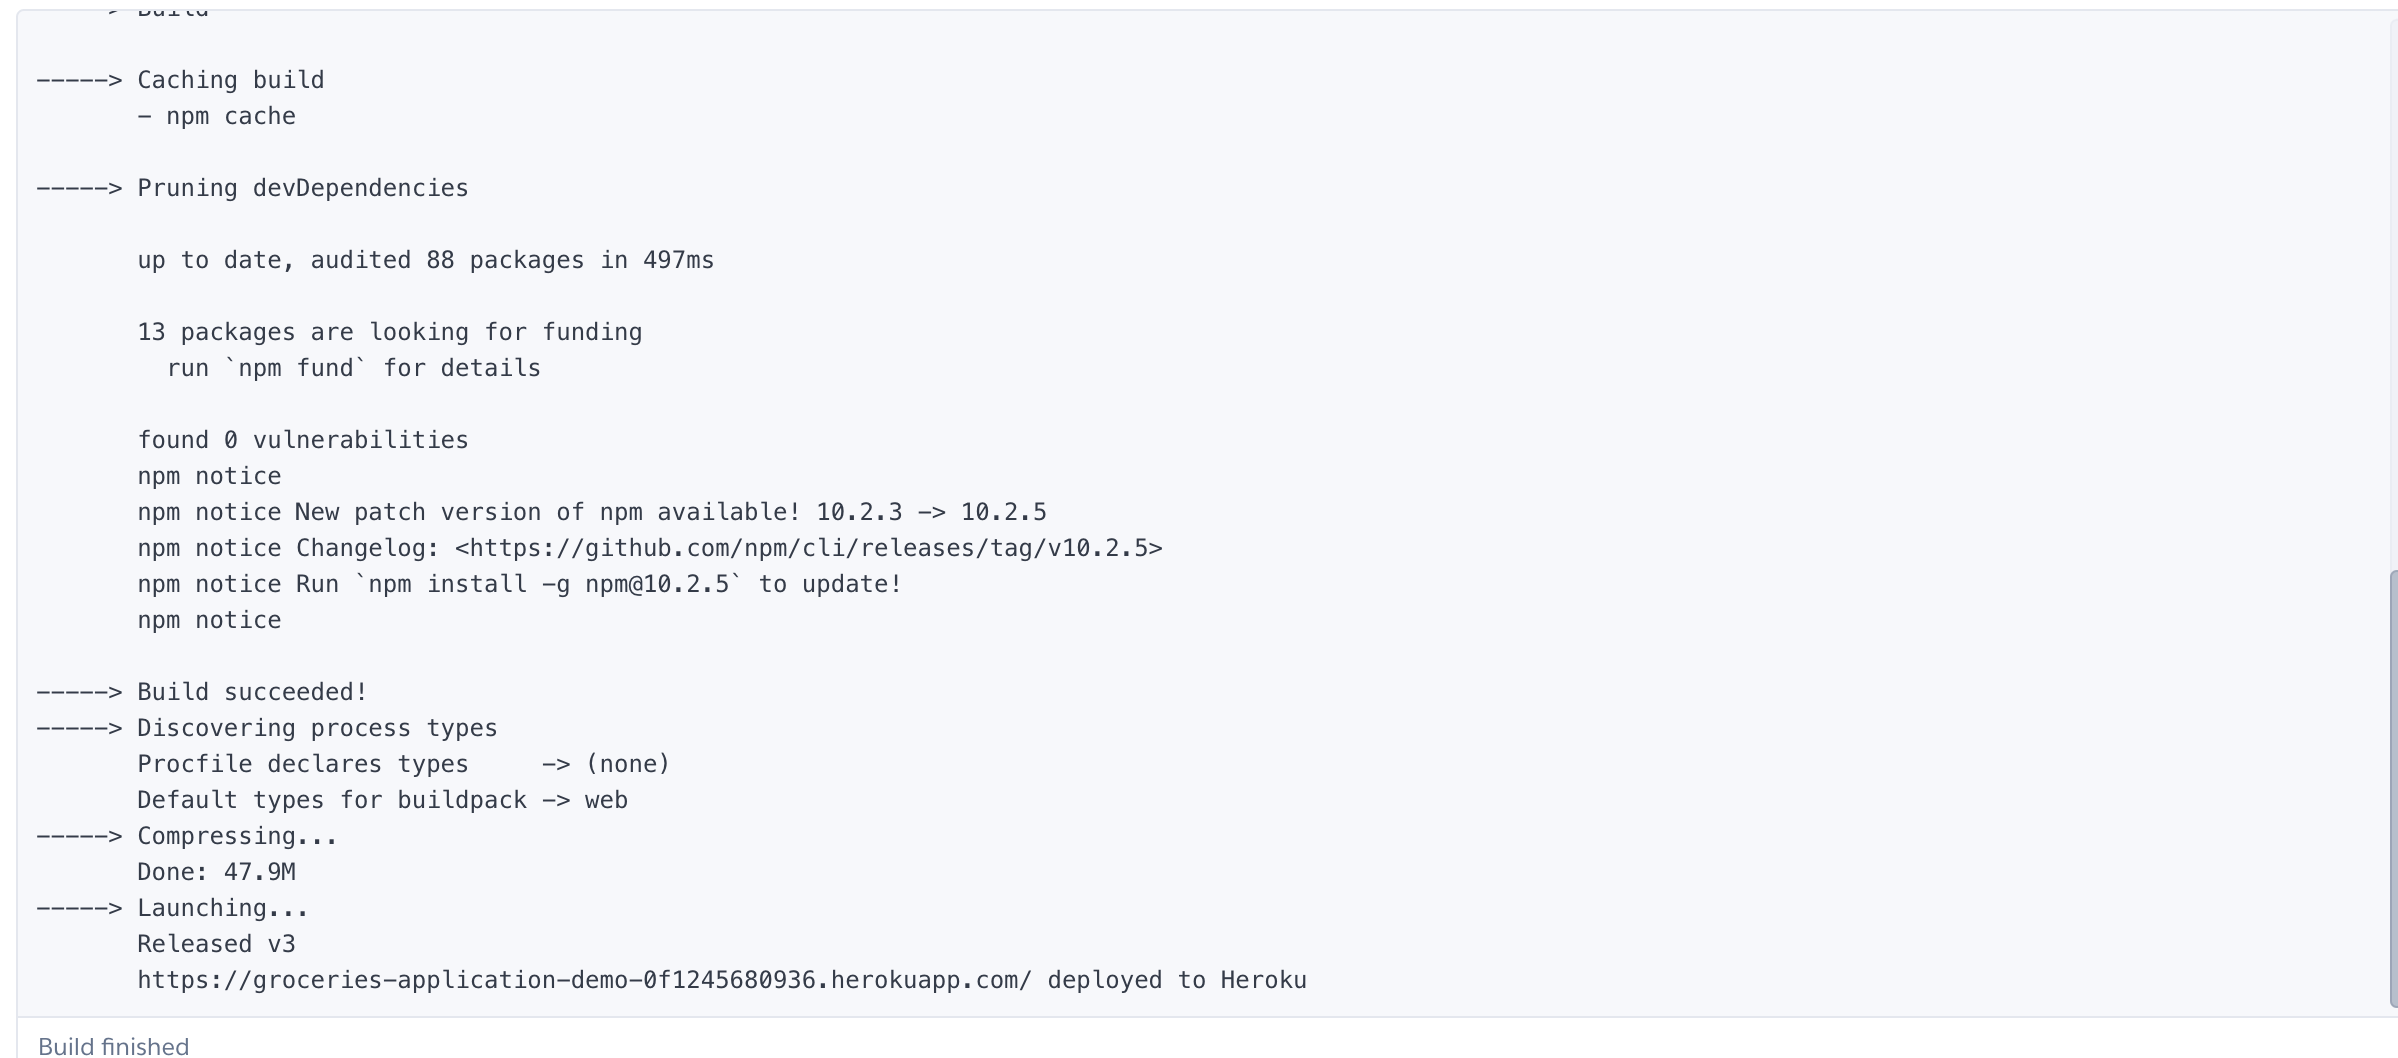 > Build
-----> Caching build
- npm cache
-----> Pruning devDependencies
up to date, audited 88 packages in 497ms
13 packages are looking for funding
run `npm fund` for details
found 0 vulnerabilities
npm notice
npm notice New patch version of npm available! 10.2.3 -> 10.2.5
npm notice Changelog: <https://github.com/npm/cli/releases/tag/v10.2.5>
npm notice Run `npm install -g npm@10.2.5` to update!
npm notice
-----> Build succeeded!
-----> Discovering process types
Procfile declares types     -> (none)
Default types for buildpack -> web
-----> Compressing...
Done: 47.9M
-----> Launching...
Released v3
https://groceries-application-demo-0f1245680936.herokuapp.com/ deployed to Heroku
Build finished